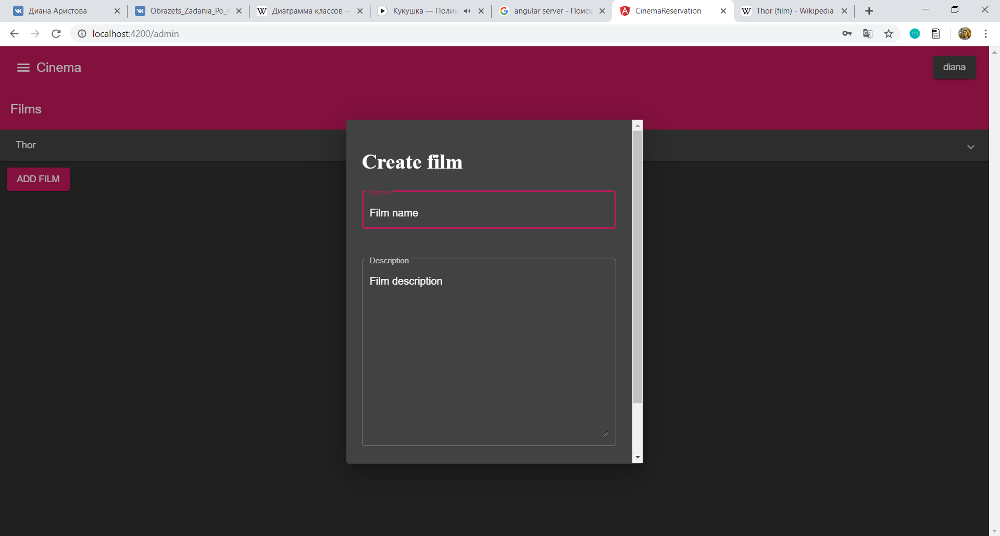 Диана Аристова
Obrazets_Zadania_Po_
Диаграмма классов —
Кукушка — Полин
angular server - Поиск
CinemaReservation
Thor (film) - Wikipedia
localhost:4200/admin
Cinema
diana
Films
Thor
ADD FILM
Create film
Name
Film name
Description
Film description